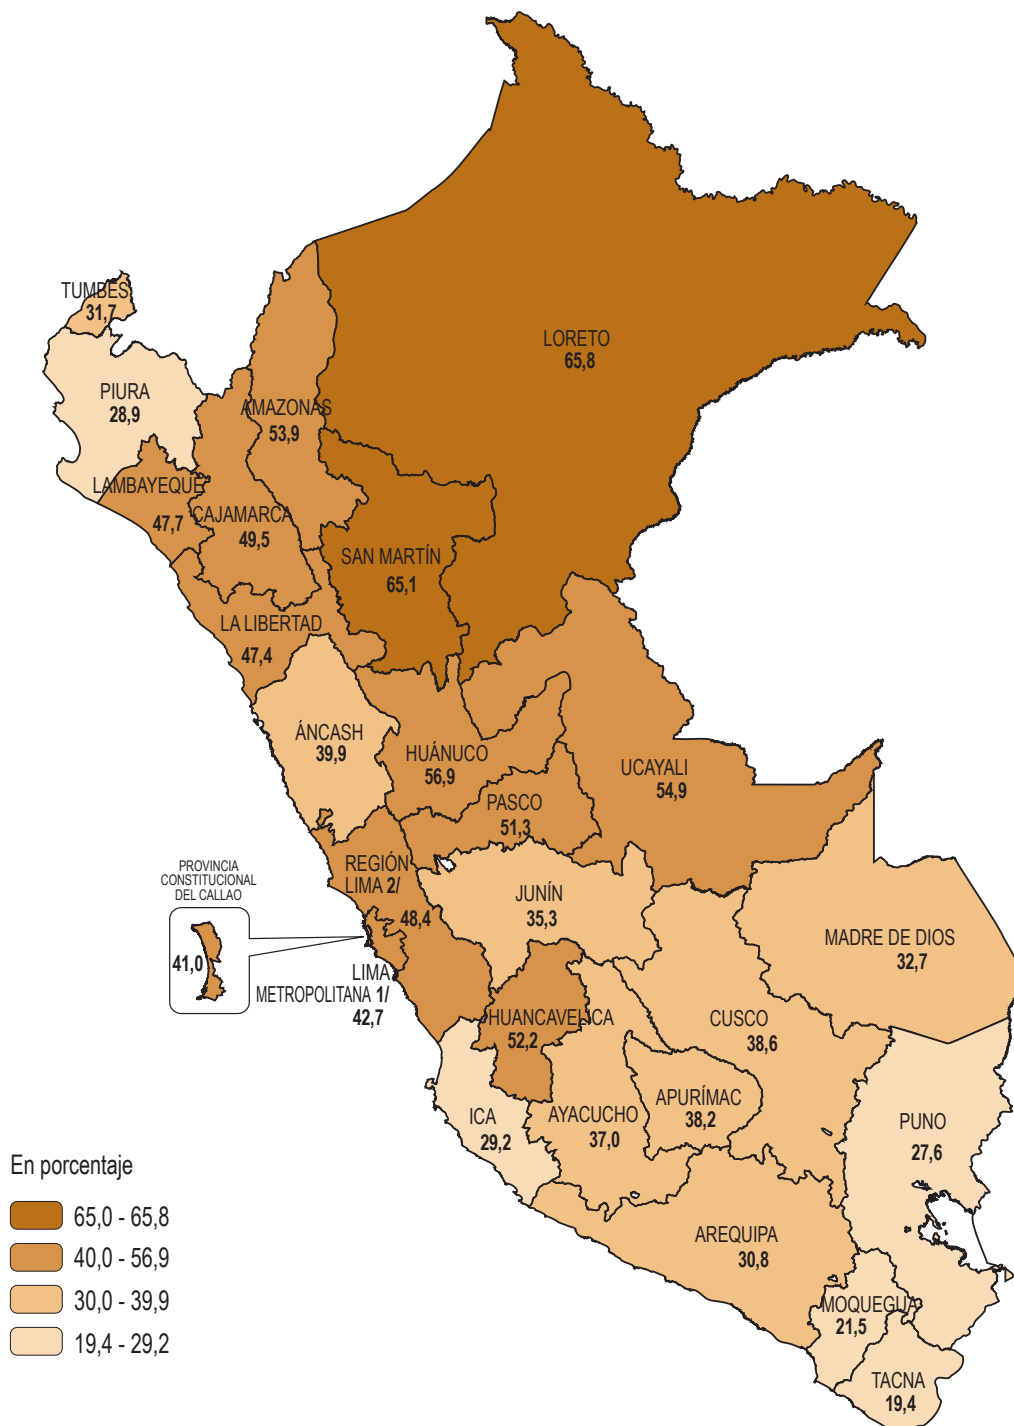 TUMBES
31,7
PIURA
28,9
LORETO
65,8
AMAZONAS
53,9
LAMBAYEQUE
47,7
CAJAMARCA
49,5
SAN MARTÍN
65,1
LA LIBERTAD
47,4
ÁNCASH
39,9
HUÁNUCO
56,9
UCAYALI
54,9
PASCO
51,3
PROVINCIA
CONSTITUCIONAL
DEL CALLAO
41,0
REGIÓN
LIMA 2/
48,4
JUNÍN
35,3
MADRE DE DIOS
32,7
LIMA
METROPOLITANA 1/
42,7
HUANCAVELICA
52,2
CUSCO
38,6
ICA
29,2
AYACUCHO
37,0
APURÍMAC
38,2
PUNO
27,6
AREQUIPA
30,8
MOQUEGUA
21,5
TACNA
19,4
En porcentaje
65,0 - 65,8
40,0 - 56,9
30,0 - 39,9
19,4 - 29,2